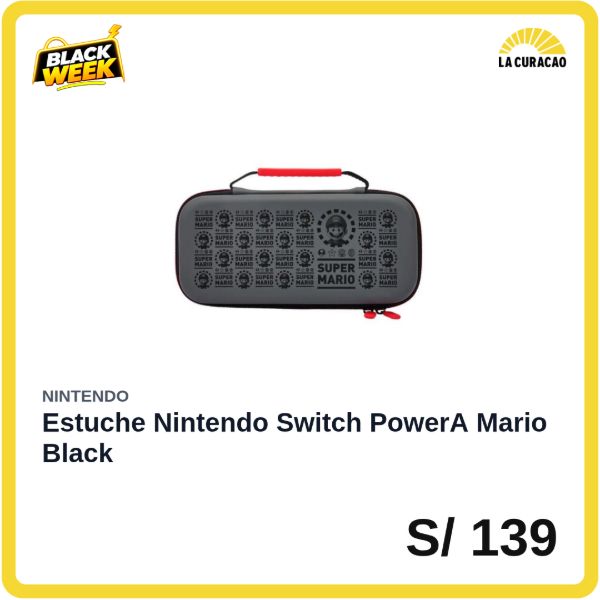 BLACK
WEEK
LA CURACAO
SUPER
MARIO
NINTENDO
Estuche Nintendo Switch PowerA Mario
Black
S/ 139